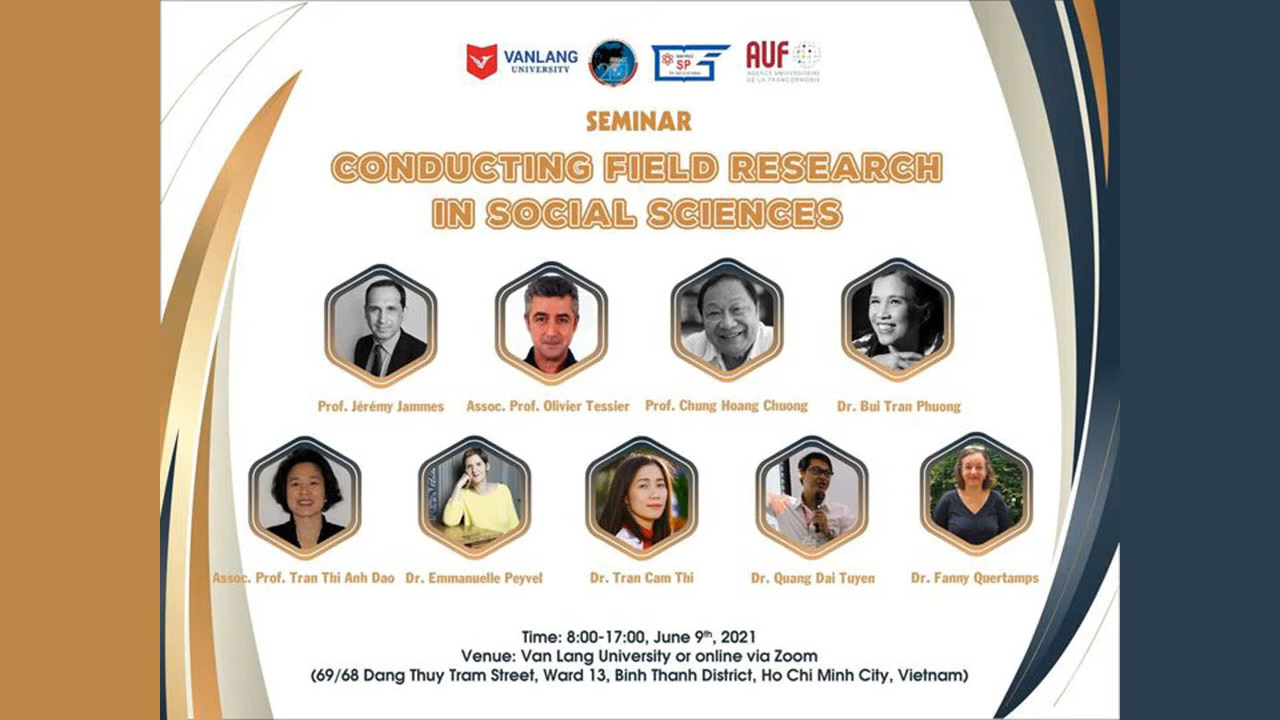 VANLANG
UNIVERSITY
SP
AUF
AGENCE UNIVERSITAIRE
DE LA FRANCOPHONIE
SEMINAR
CONDUCTING FIELD RESEARCH
IN SOCIAL SCIENCES
Prof. Jérémy Jammes
Assoc. Prof. Olivier Tessier
Prof. Chung Hoang Chuong
Dr. Bui Tran Phuong
Assoc. Prof. Tran Thi Anh Dao
Dr. Emmanuelle Peyvel
Dr. Tran Cam Thi
Dr. Quang Dai Tuyen
Dr. Fanny Quertamps
Time: 8:00-17:00, June 9th, 2021
Venue: Van Lang University or online via Zoom
(69/68 Dang Thuy Tram Street, Ward 13, Binh Thanh District, Ho Chi Minh City, Vietnam)